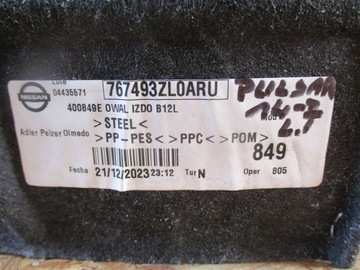 Lote
04435571
767493ZL0ARU
NISSAN
400849E OWAL IZDO B12L
>STEEL<
Adler Pelzer Olmedo
>PP-PES<>PPC<>POM>
849
Fecha 21/12/2023 23:12 Tur N Oper 805
PULSAR
14-